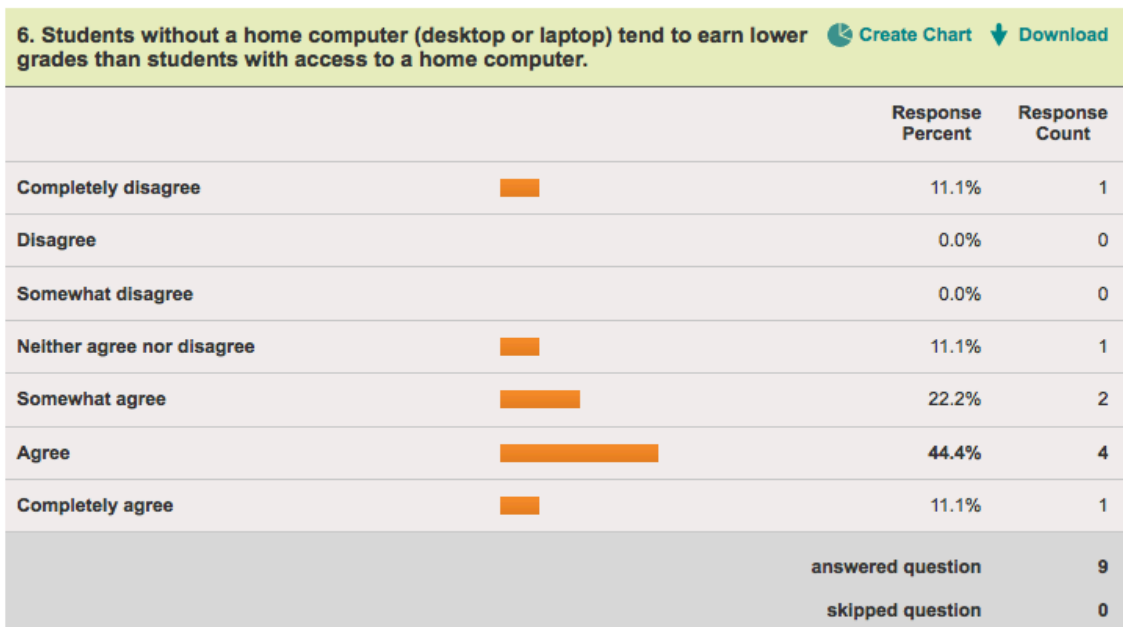 6. Students without a home computer (desktop or laptop) tend to earn lower Create Chart Download
grades than students with access to a home computer.
Response Response
Percent Count
Completely disagree 11.1% 1
Disagree 0.0% 0
Somewhat disagree 0.0% 0
Neither agree nor disagree 11.1% 1
Somewhat agree 22.2% 2
Agree 44.4% 4
Completely agree 11.1% 1
answered question 9
skipped question 0